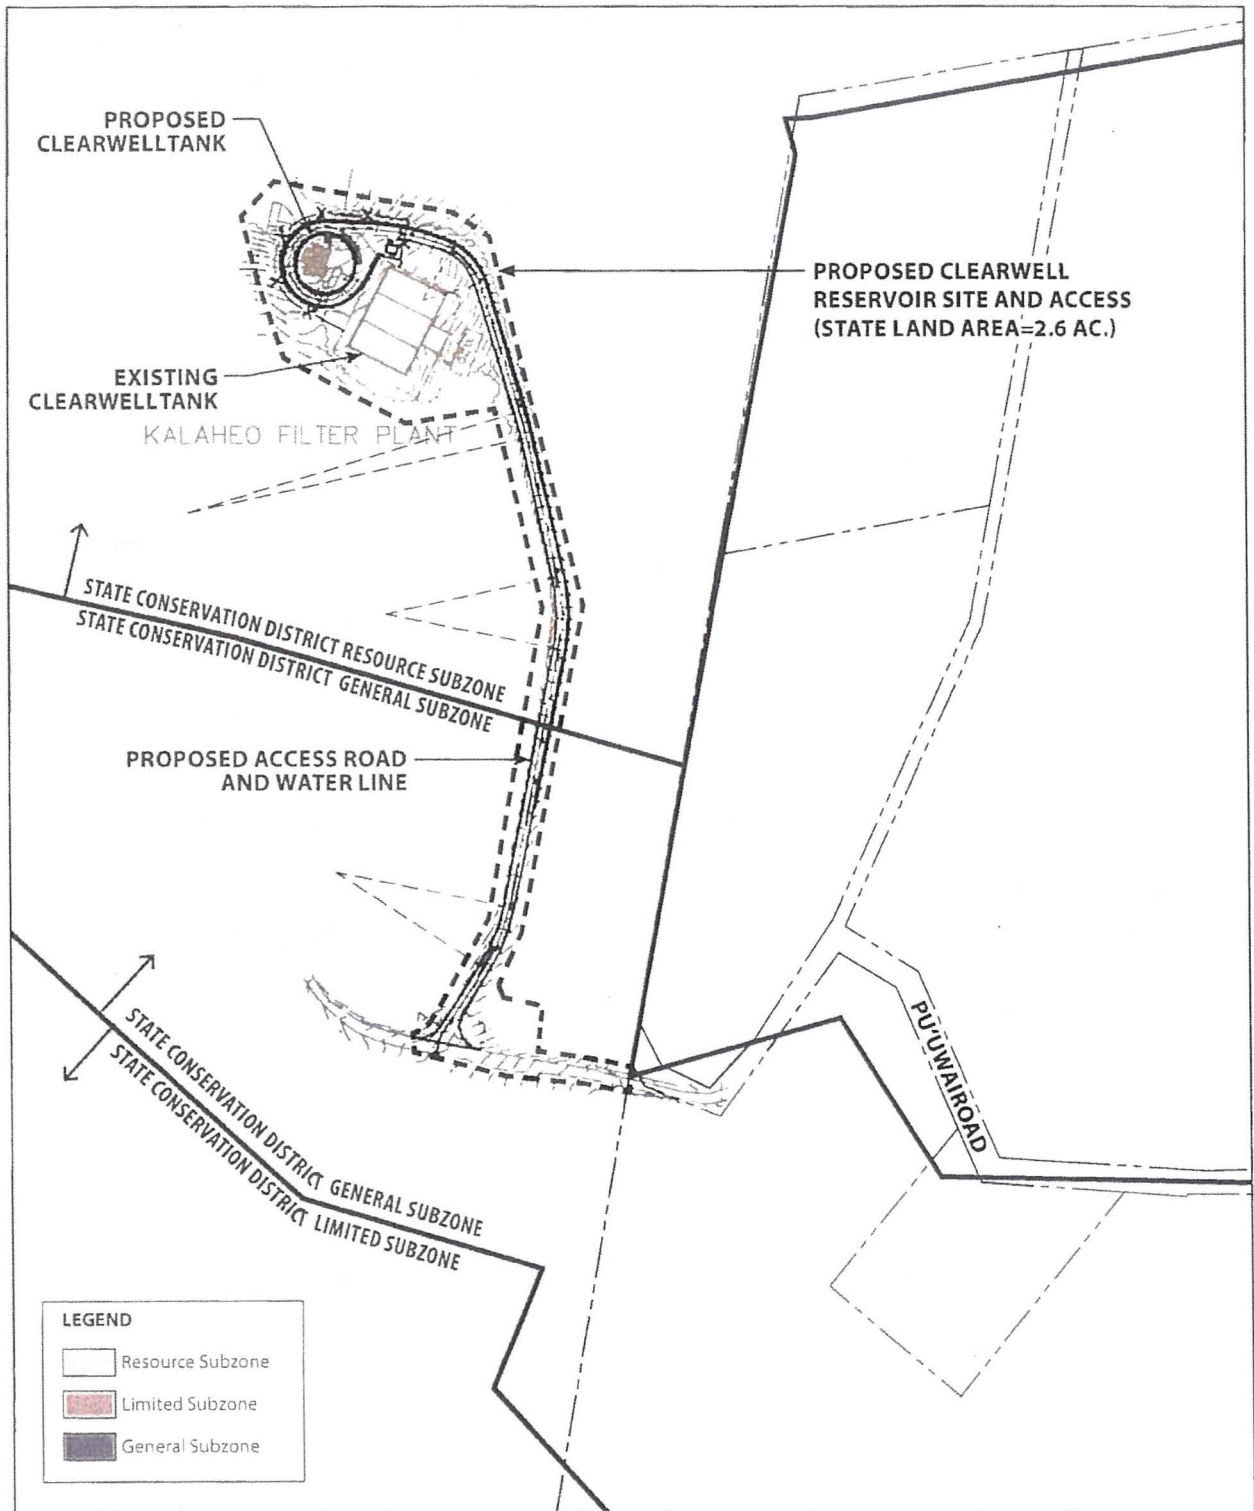 PROPOSED
CLEARWELLTANK
PROPOSED CLEARWELL
RESERVOIR SITE AND ACCESS
(STATE LAND AREA=2.6 AC.)
EXISTING
CLEARWELLTANK
KALAHEO FILTER PLANT
STATE CONSERVATION DISTRICT RESOURCE SUBZONE
STATE CONSERVATION DISTRICT GENERAL SUBZONE
PROPOSED ACCESS ROAD
AND WATER LINE
PU'UWAIROAD
STATE CONSERVATION DISTRICT GENERAL SUBZONE
STATE CONSERVATION DISTRICT LIMITED SUBZONE
LEGEND
Resource Subzone
Limited Subzone
General Subzone